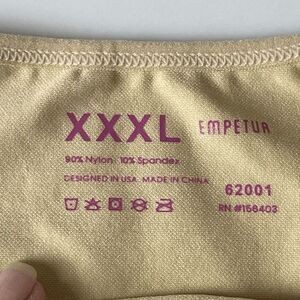 XXXL EMPETUA
90% Nylon · 10% Spandex
DESIGNED IN USA. MADE IN CHINA
62001
RN #156403